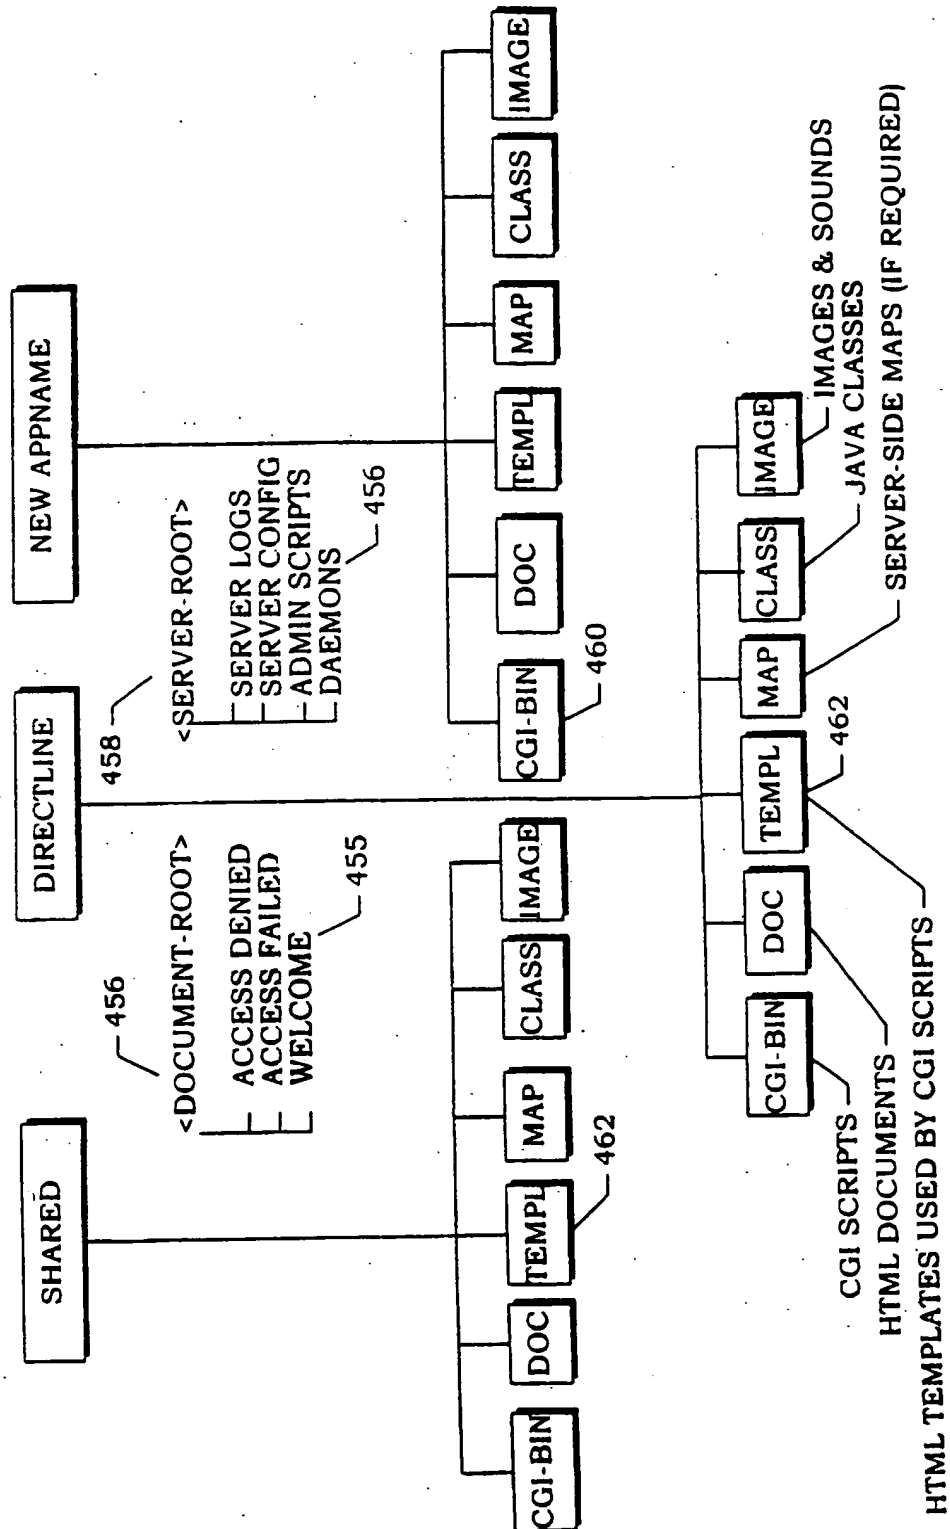 SHARED
DIRECTLINE
NEW APPNAME
456
<DOCUMENT-ROOT>
ACCESS DENIED
ACCESS FAILED
WELCOME
455
458
<SERVER-ROOT>
SERVER LOGS
SERVER CONFIG
ADMIN SCRIPTS
DAEMONS
456
CGI-BIN
DOC
TEMPL
MAP
CLASS
IMAGE
462
CGI-BIN
DOC
TEMPL
MAP
CLASS
IMAGE
460
CGI-BIN
DOC
TEMPL
MAP
CLASS
IMAGE
462
CGI SCRIPTS
HTML DOCUMENTS
HTML TEMPLATES USED BY CGI SCRIPTS
IMAGES & SOUNDS
JAVA CLASSES
SERVER-SIDE MAPS (IF REQUIRED)